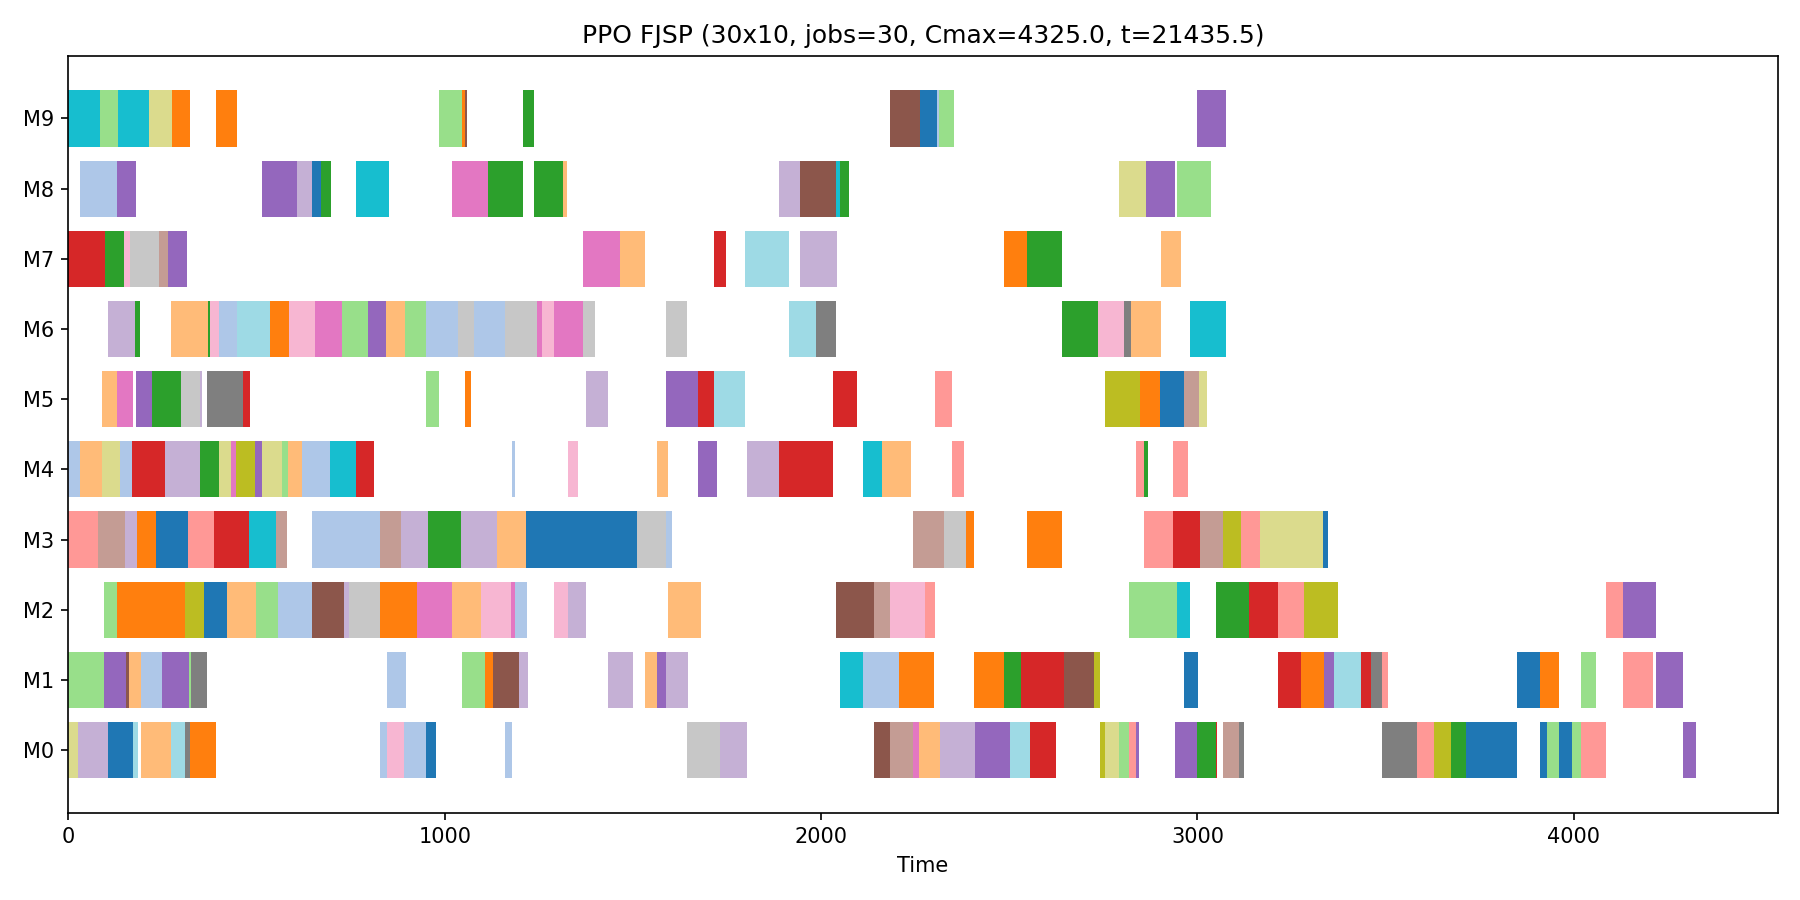 PPO FJSP (30x10, jobs=30, Cmax=4325.0, t=21435.5)
M9
M8
M7
M6
M5
M4
M3
M2
M1
M0
0 1000 2000 3000 4000
Time